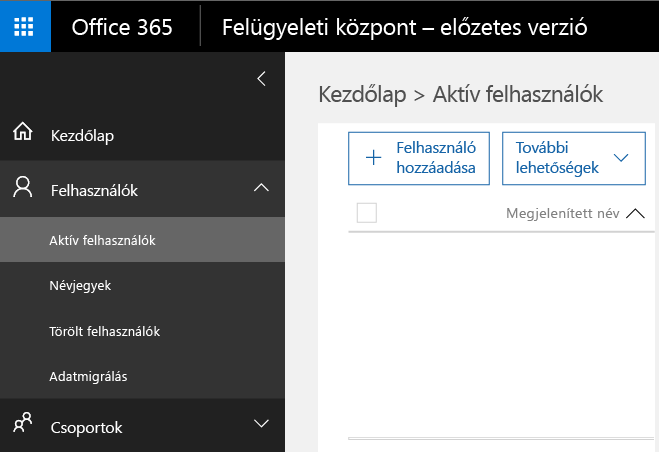 Office 365
Felügyeleti központ – előzetes verzió
Kezdőlap
Felhasználók
Aktív felhasználók
Névjegyek
Törölt felhasználók
Adatmigrálás
Csoportok
Kezdőlap > Aktív felhasználók
Felhasználó
hozzáadása
További
lehetőségek
Megjelenített név